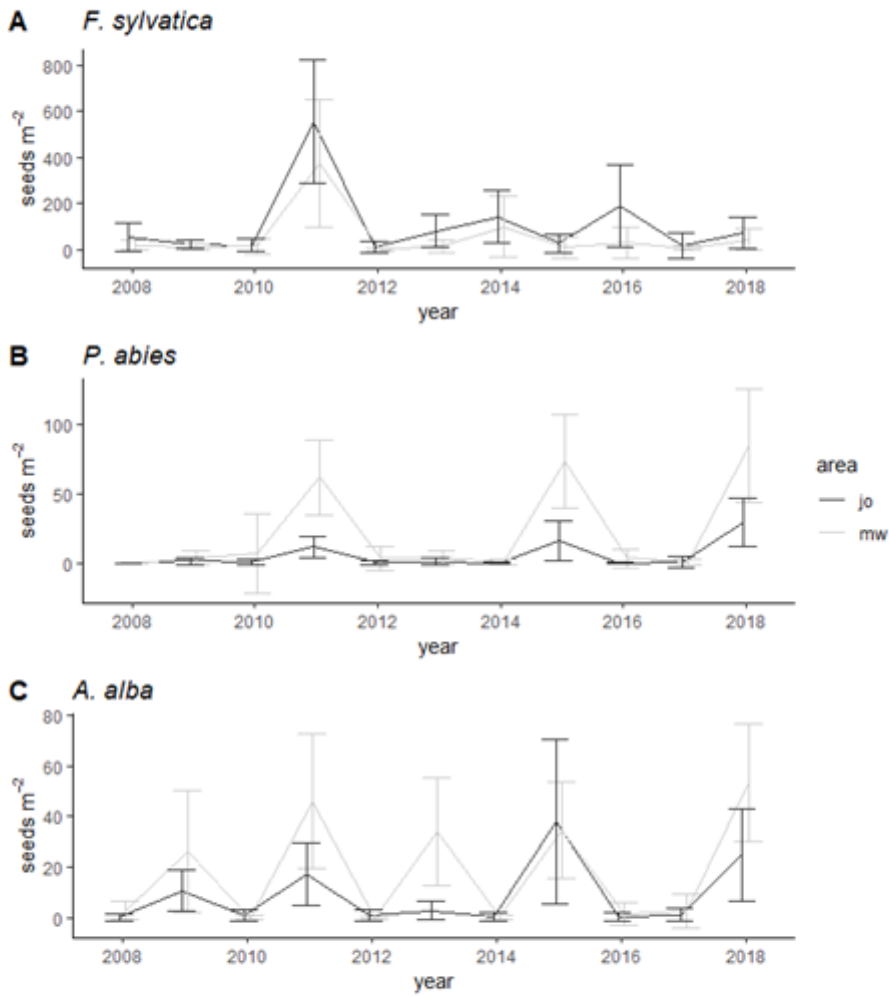 A F. sylvatica
800
600
400
200
0
seeds m⁻²
2008 2010 2012 2014 2016 2018
year
B P. abies
100
50
0
seeds m⁻²
2008 2010 2012 2014 2016 2018
year
area
jo
mw
C A. alba
80
60
40
20
0
seeds m⁻²
2008 2010 2012 2014 2016 2018
year